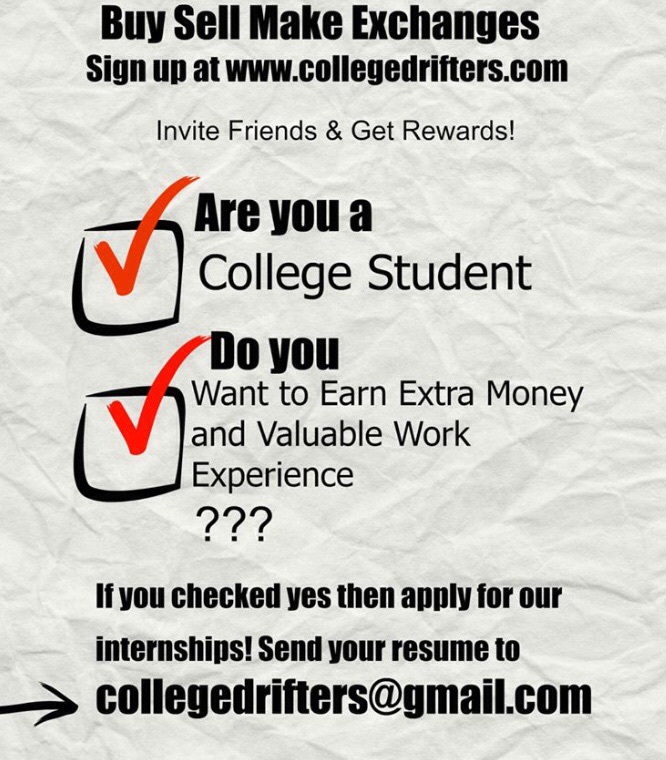 Buy Sell Make Exchanges
Sign up at www.collegedrifters.com
Invite Friends & Get Rewards!
Are you a
College Student
Do you
Want to Earn Extra Money
and Valuable Work
Experience
???
If you checked yes then apply for our
internships! Send your resume to
collegedrifters@gmail.com